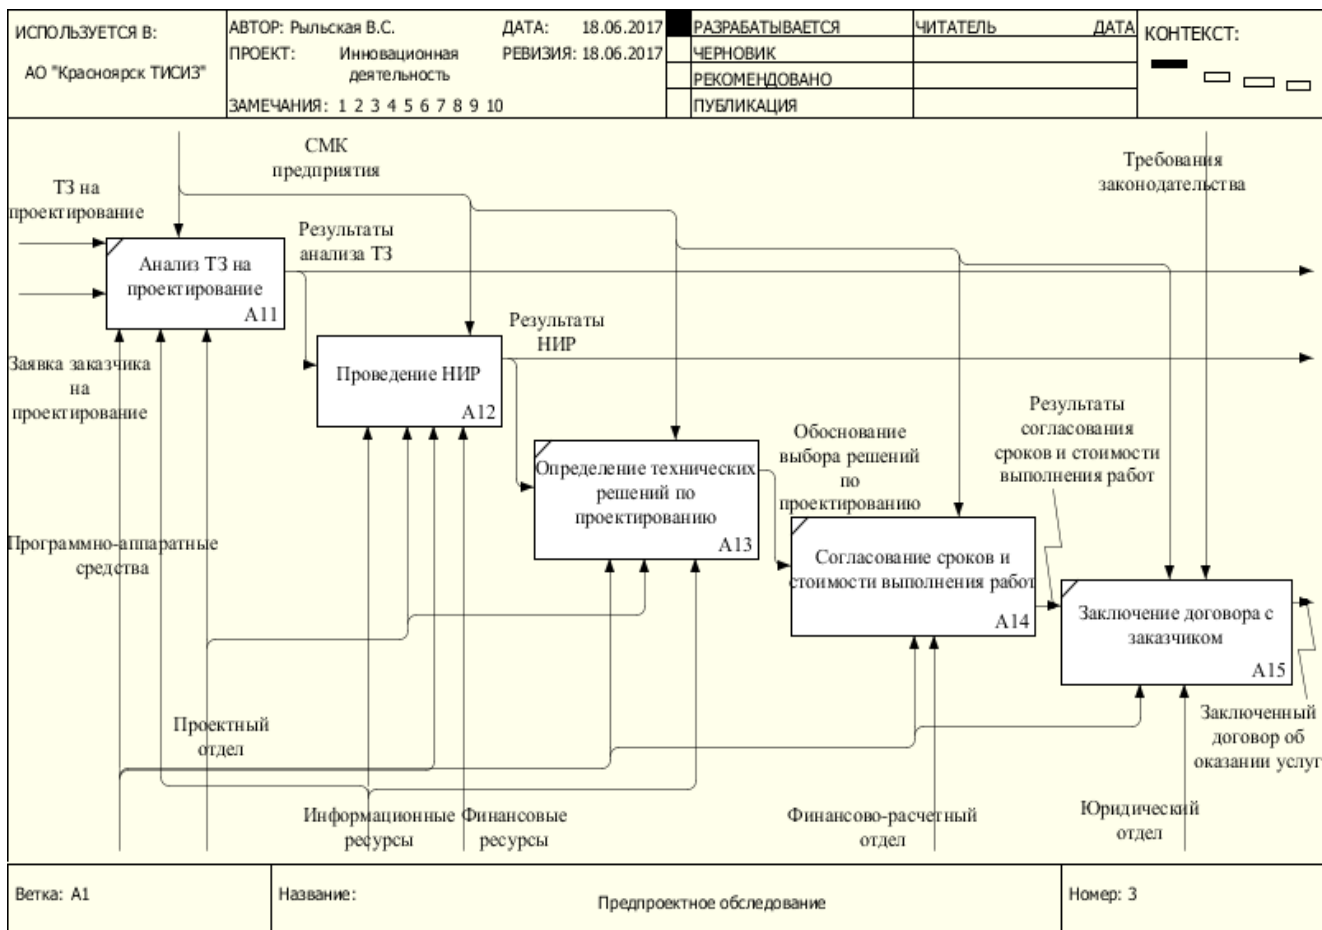 ИСПОЛЬЗУЕТСЯ В:
АО "Красноярск ТИСИЗ"
АВТОР: Рыльская В.С.
ДАТА: 18.06.2017
ПРОЕКТ: Инновационная
деятельность
РЕВИЗИЯ: 18.06.2017
ЗАМЕЧАНИЯ: 1 2 3 4 5 6 7 8 9 10
РАЗРАБАТЫВАЕТСЯ
ЧЕРНОВИК
РЕКОМЕНДОВАНО
ПУБЛИКАЦИЯ
ЧИТАТЕЛЬ ДАТА
КОНТЕКСТ:
СМК
предприятия
Требования
законодательства
ТЗ на
проектирование
Результаты
анализа ТЗ
Анализ ТЗ на
проектирование
A11
Результаты
НИР
Заявка заказчика
на
проектирование
Проведение НИР
A12
Результаты
согласования
сроков и стоимости
выполнения работ
Обоснование
выбора решений
по
проектированию
Определение технических
решений по
проектированию
A13
Программно-аппаратные
средства
Согласование сроков и
стоимости выполнения работ
A14
Заключение договора с
заказчиком
A15
Проектный
отдел
Заключенный
договор об
оказании услуг
Информационные
ресурсы
Финансовые
ресурсы
Финансово-расчетный
отдел
Юридический
отдел
Ветка: A1
Название:
Предпроектное обследование
Номер: 3